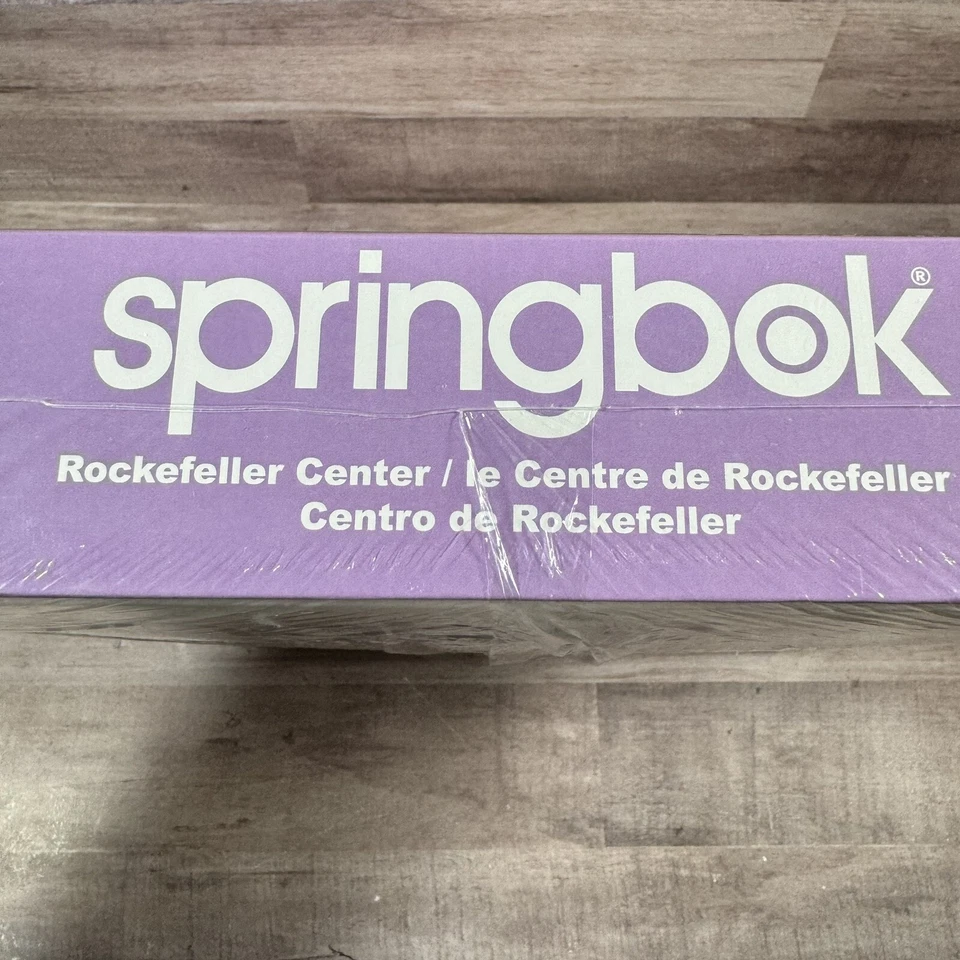 springbok®
Rockefeller Center / le Centre de Rockefeller
Centro de Rockefeller